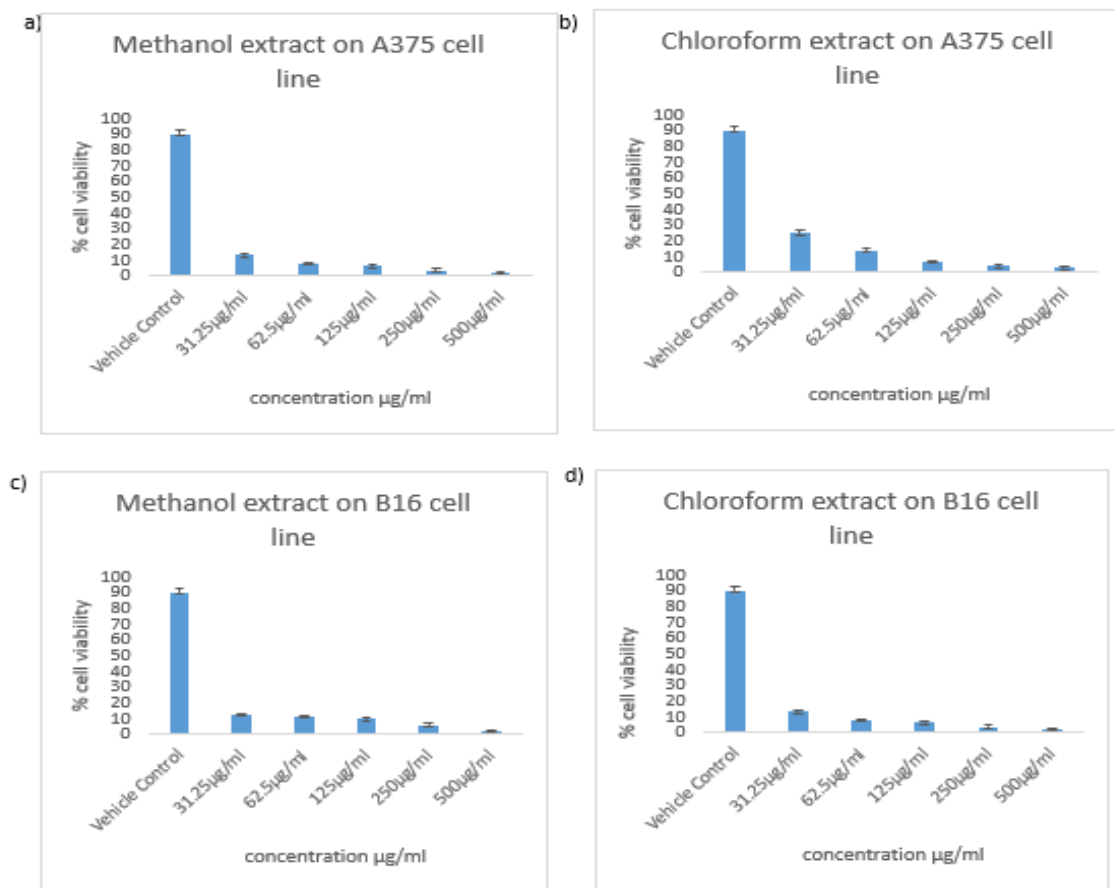 a)
Methanol extract on A375 cell
line
% cell viability
100
90
80
70
60
50
40
30
20
10
0
Vehicle Control
31.25µg/ml
62.5µg/ml
125µg/ml
250µg/ml
500µg/ml
concentration µg/ml
b)
Chloroform extract on A375 cell
line
% cell viability
100
90
80
70
60
50
40
30
20
10
0
Vehicle Control
31.25µg/ml
62.5µg/ml
125µg/ml
250µg/ml
500µg/ml
concentration µg/ml
c)
Methanol extract on B16 cell
line
% cell viability
100
90
80
70
60
50
40
30
20
10
0
Vehicle Control
31.25µg/ml
62.5µg/ml
125µg/ml
250µg/ml
500µg/ml
concentration µg/ml
d)
Chloroform extract on B16 cell
line
% cell viability
100
90
80
70
60
50
40
30
20
10
0
Vehicle Control
31.25µg/ml
62.5µg/ml
125µg/ml
250µg/ml
500µg/ml
concentration µg/ml